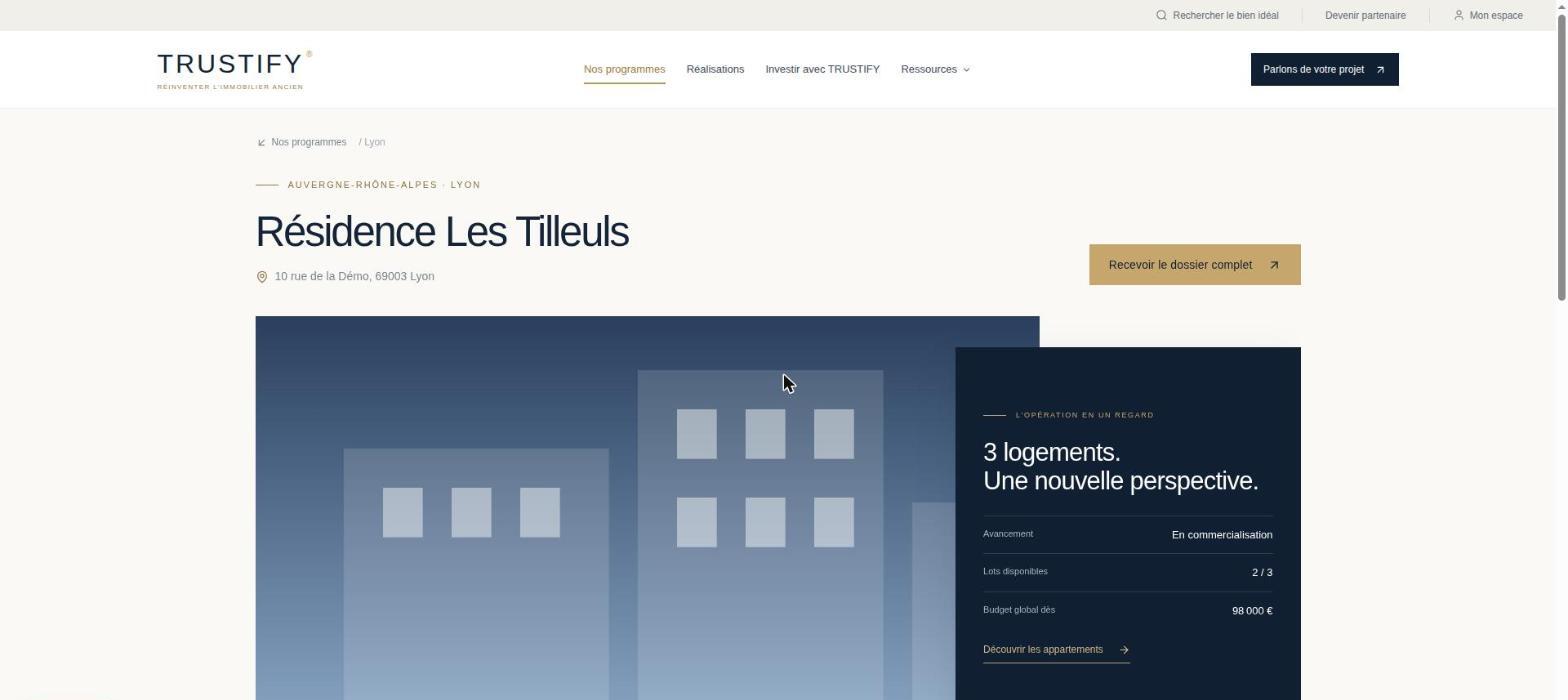 Rechercher le bien idéal
Devenir partenaire
Mon espace
TRUSTIFY®
RÉINVENTER L'IMMOBILIER ANCIEN
Nos programmes
Réalisations
Investir avec TRUSTIFY
Ressources
Parlons de votre projet
Nos programmes / Lyon
AUVERGNE-RHÔNE-ALPES · LYON
Résidence Les Tilleuls
10 rue de la Démo, 69003 Lyon
Recevoir le dossier complet
L'OPÉRATION EN UN REGARD
3 logements.
Une nouvelle perspective.
Avancement En commercialisation
Lots disponibles 2 / 3
Budget global dès 98 000 €
Découvrir les appartements